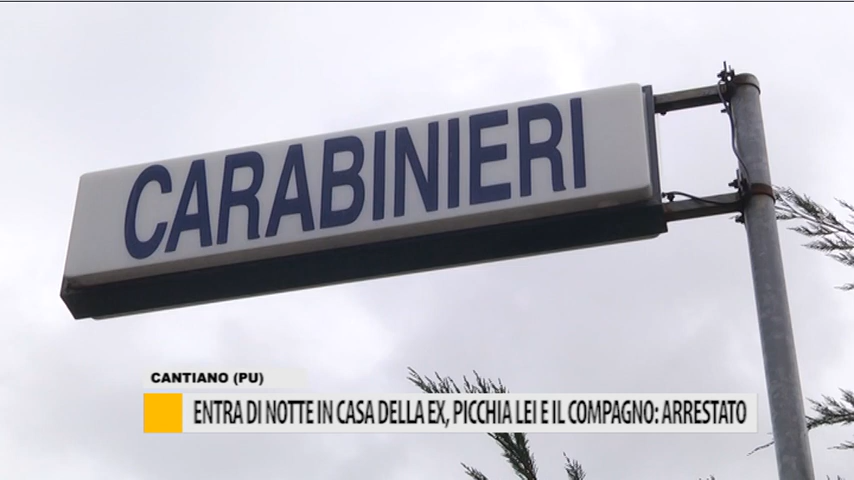 CARABINIERI
CANTIANO (PU)
ENTRA DI NOTTE IN CASA DELLA EX, PICCHIA LEI E IL COMPAGNO: ARRESTATO